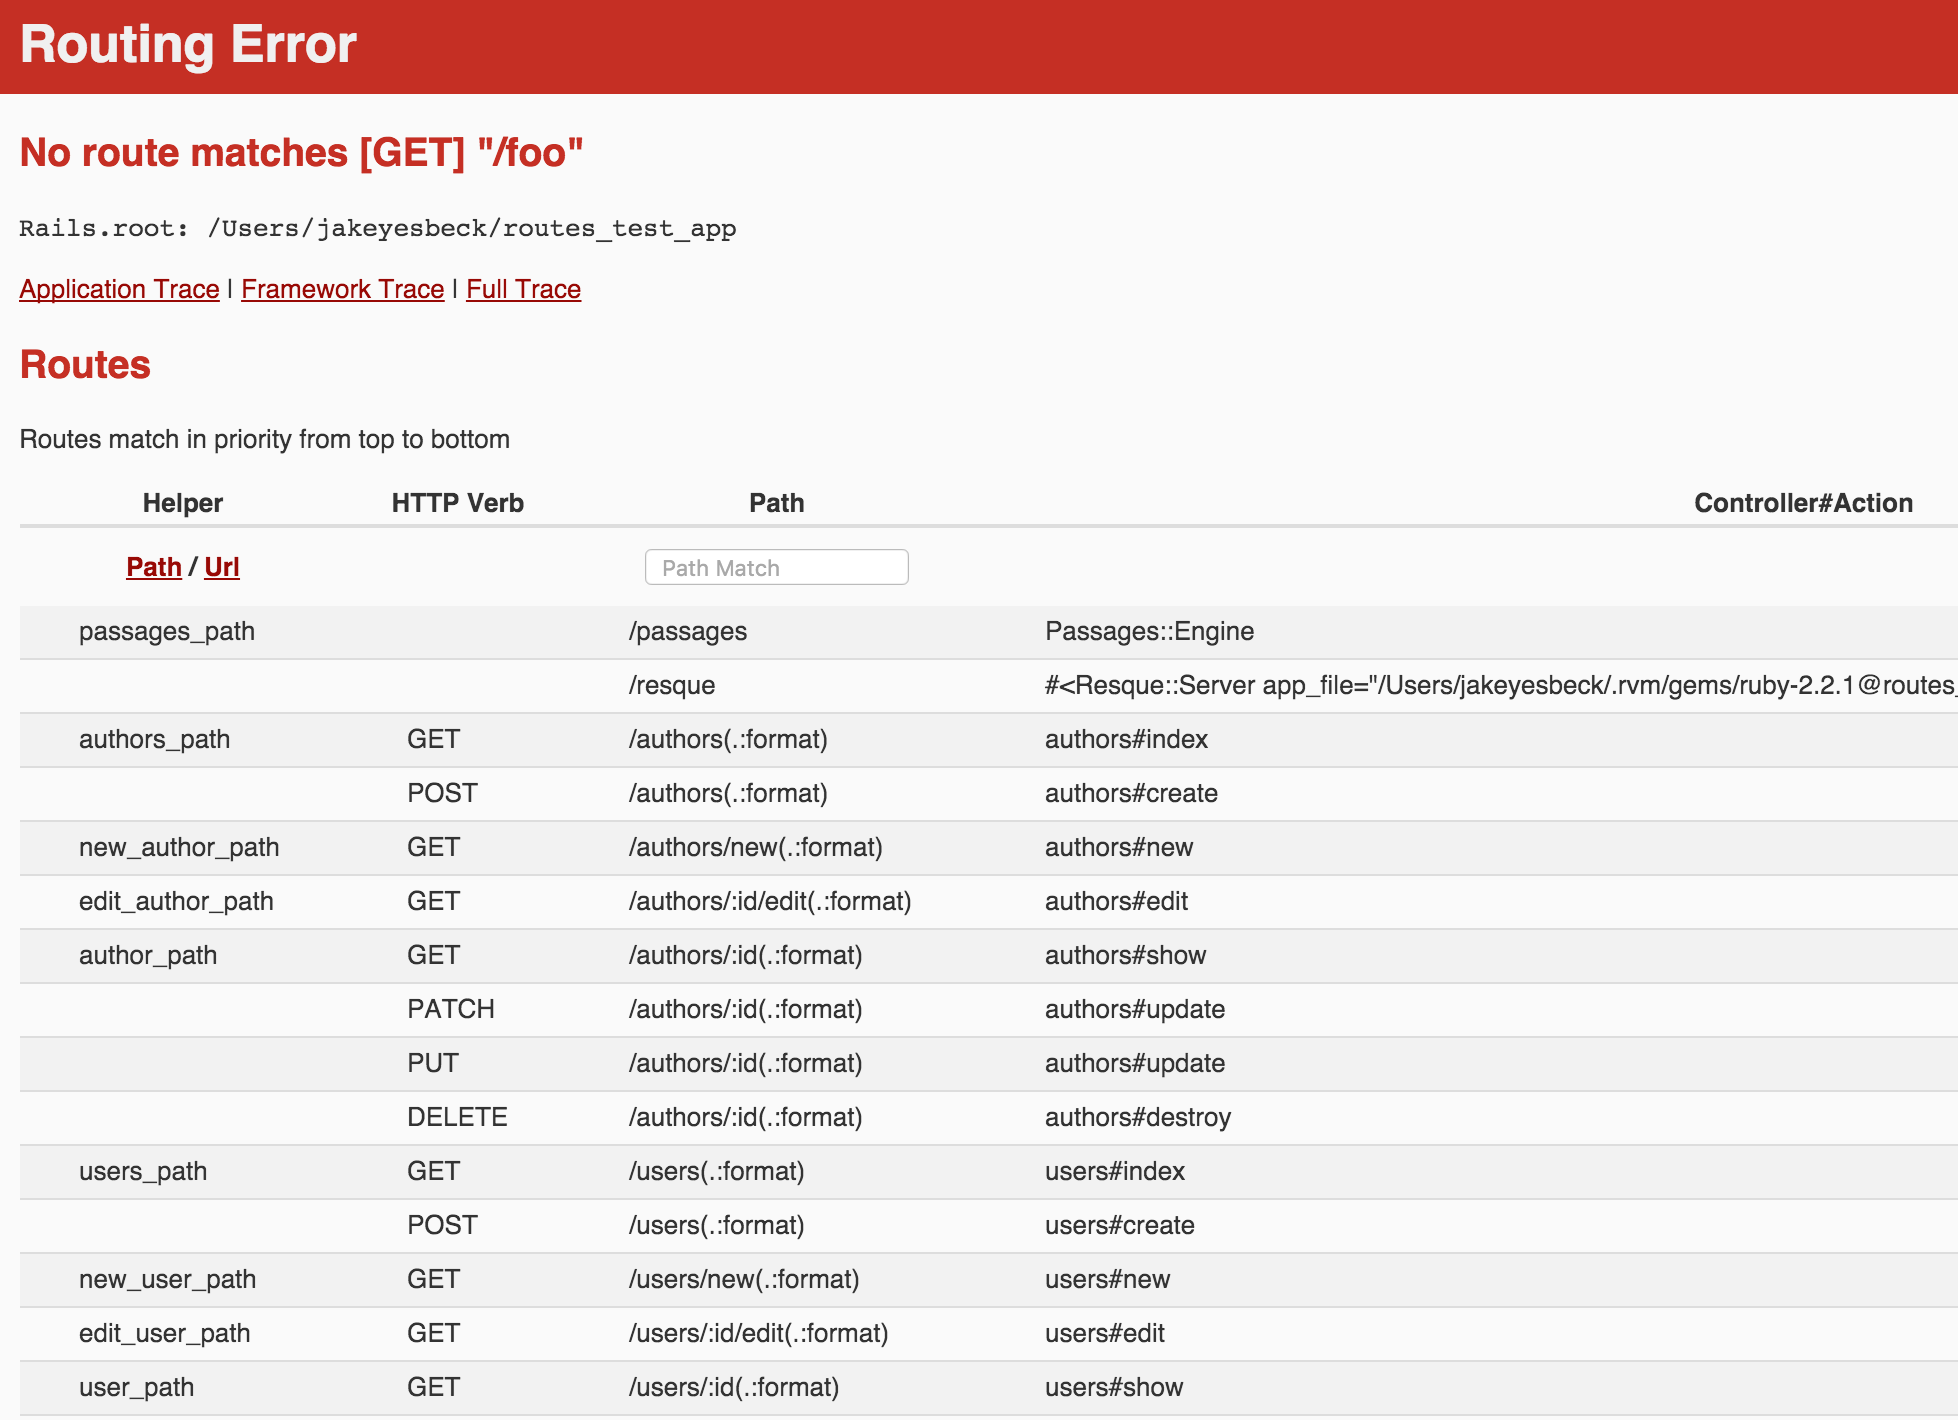 Routing Error
No route matches [GET] "/foo"
Rails.root: /Users/jakeyesbeck/routes_test_app
Application Trace | Framework Trace | Full Trace
Routes
Routes match in priority from top to bottom
Helper HTTP Verb Path Controller#Action
Path / Url Path Match
passages_path /passages Passages::Engine
/resque #<Resque::Server app_file="/Users/jakeyesbeck/.rvm/gems/ruby-2.2.1@routes_
authors_path GET /authors(.:format) authors#index
POST /authors(.:format) authors#create
new_author_path GET /authors/new(.:format) authors#new
edit_author_path GET /authors/:id/edit(.:format) authors#edit
author_path GET /authors/:id(.:format) authors#show
PATCH /authors/:id(.:format) authors#update
PUT /authors/:id(.:format) authors#update
DELETE /authors/:id(.:format) authors#destroy
users_path GET /users(.:format) users#index
POST /users(.:format) users#create
new_user_path GET /users/new(.:format) users#new
edit_user_path GET /users/:id/edit(.:format) users#edit
user_path GET /users/:id(.:format) users#show